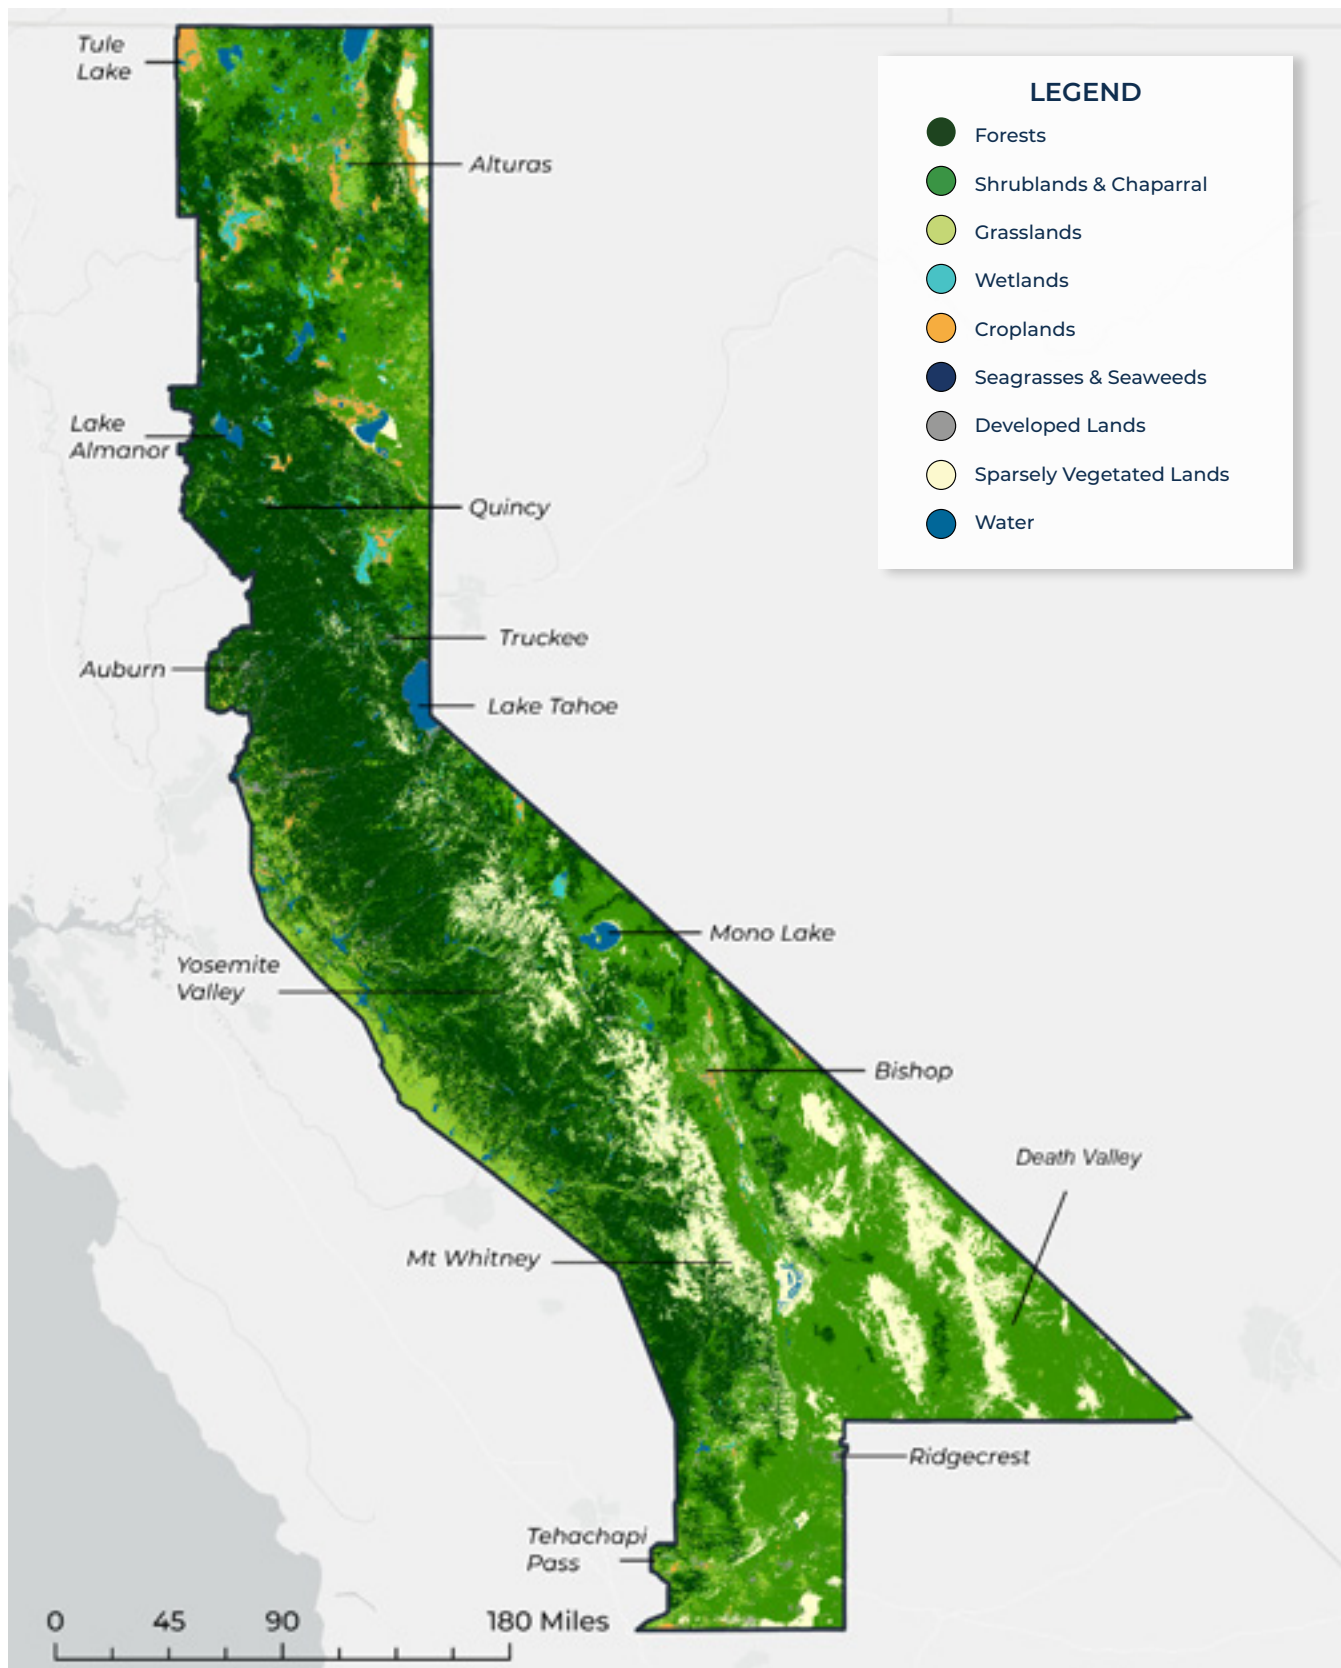 Tule
Lake
LEGEND
Forests
Alturas
Shrublands & Chaparral
Grasslands
Wetlands
Croplands
Seagrasses & Seaweeds
Lake
Almanor
Developed Lands
Sparsely Vegetated Lands
Quincy
Water
Truckee
Auburn
Lake Tahoe
Mono Lake
Yosemite
Valley
Bishop
Death Valley
Mt Whitney
Ridgecrest
Tehachapi
Pass
0 45 90 180 Miles